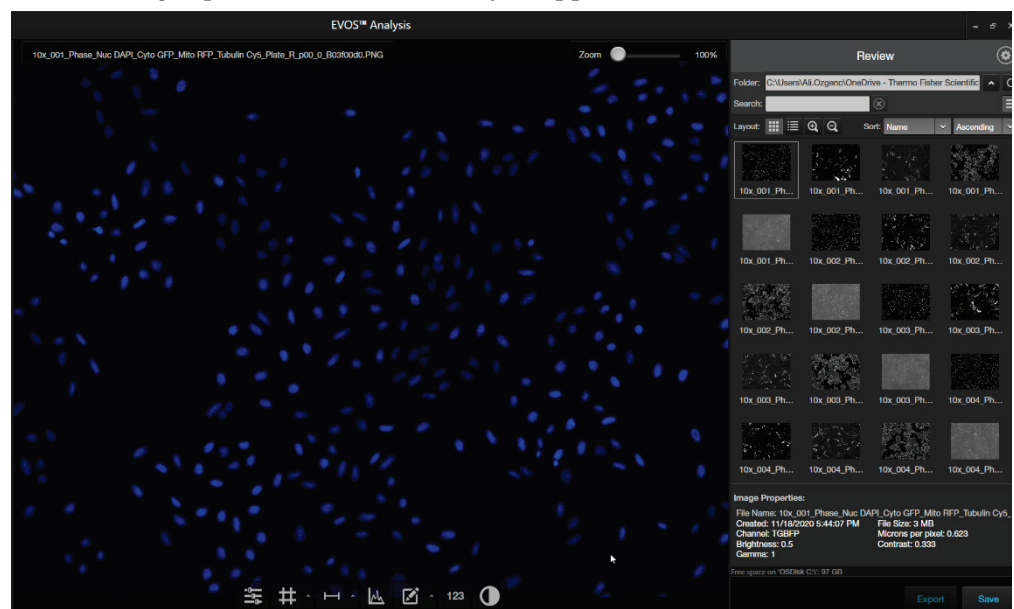 EVOS™ Analysis
10x_001_Phase_Nuc DAPI_Cyto GFP_Mito RFP_Tubulin Cy5_Plate_R_p00_0_B03f00d0.PNG
Zoom 100%
Review
Folder: C:\Users\Ali.Ozgenc\OneDrive - Thermo Fisher Scientific
Search:
Layout: Sort: Name Ascending
10x_001_Ph... 10x_001_Ph... 10x_001_Ph... 10x_001_Ph...
10x_001_Ph... 10x_002_Ph... 10x_002_Ph... 10x_002_Ph...
10x_002_Ph... 10x_002_Ph... 10x_003_Ph... 10x_003_Ph...
10x_003_Ph... 10x_003_Ph... 10x_003_Ph... 10x_004_Ph...
10x_004_Ph... 10x_004_Ph... 10x_004_Ph... 10x_004_Ph...
Image Properties:
File Name: 10x_001_Phase_Nuc DAPI_Cyto GFP_Mito RFP_Tubulin Cy5_
Created: 11/18/2020 5:44:07 PM File Size: 3 MB
Channel: TGBFP Microns per pixel: 0.623
Brightness: 0.5 Contrast: 0.333
Gamma: 1
Free space on 'OSDisk C:\': 97 GB
123
Export Save